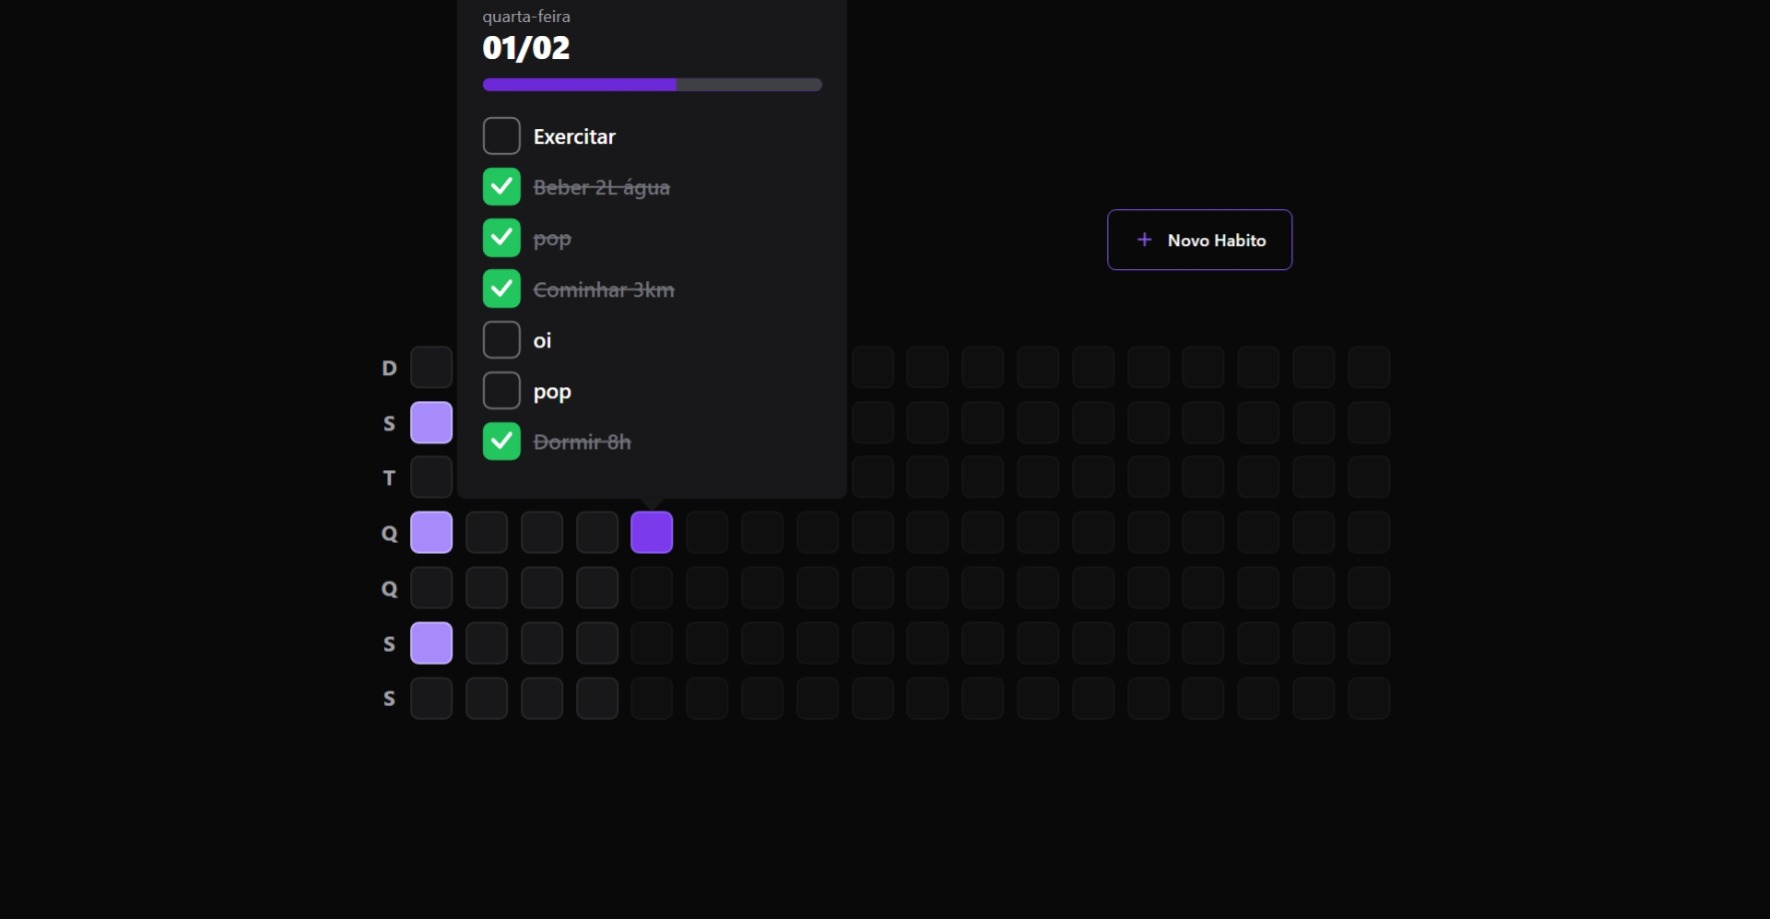 quarta-feira
01/02
Exercitar
Beber 2L água
pop
Cominhar 3km
oi
pop
Dormir 8h
+ Novo Habito
D
S
T
Q
Q
S
S